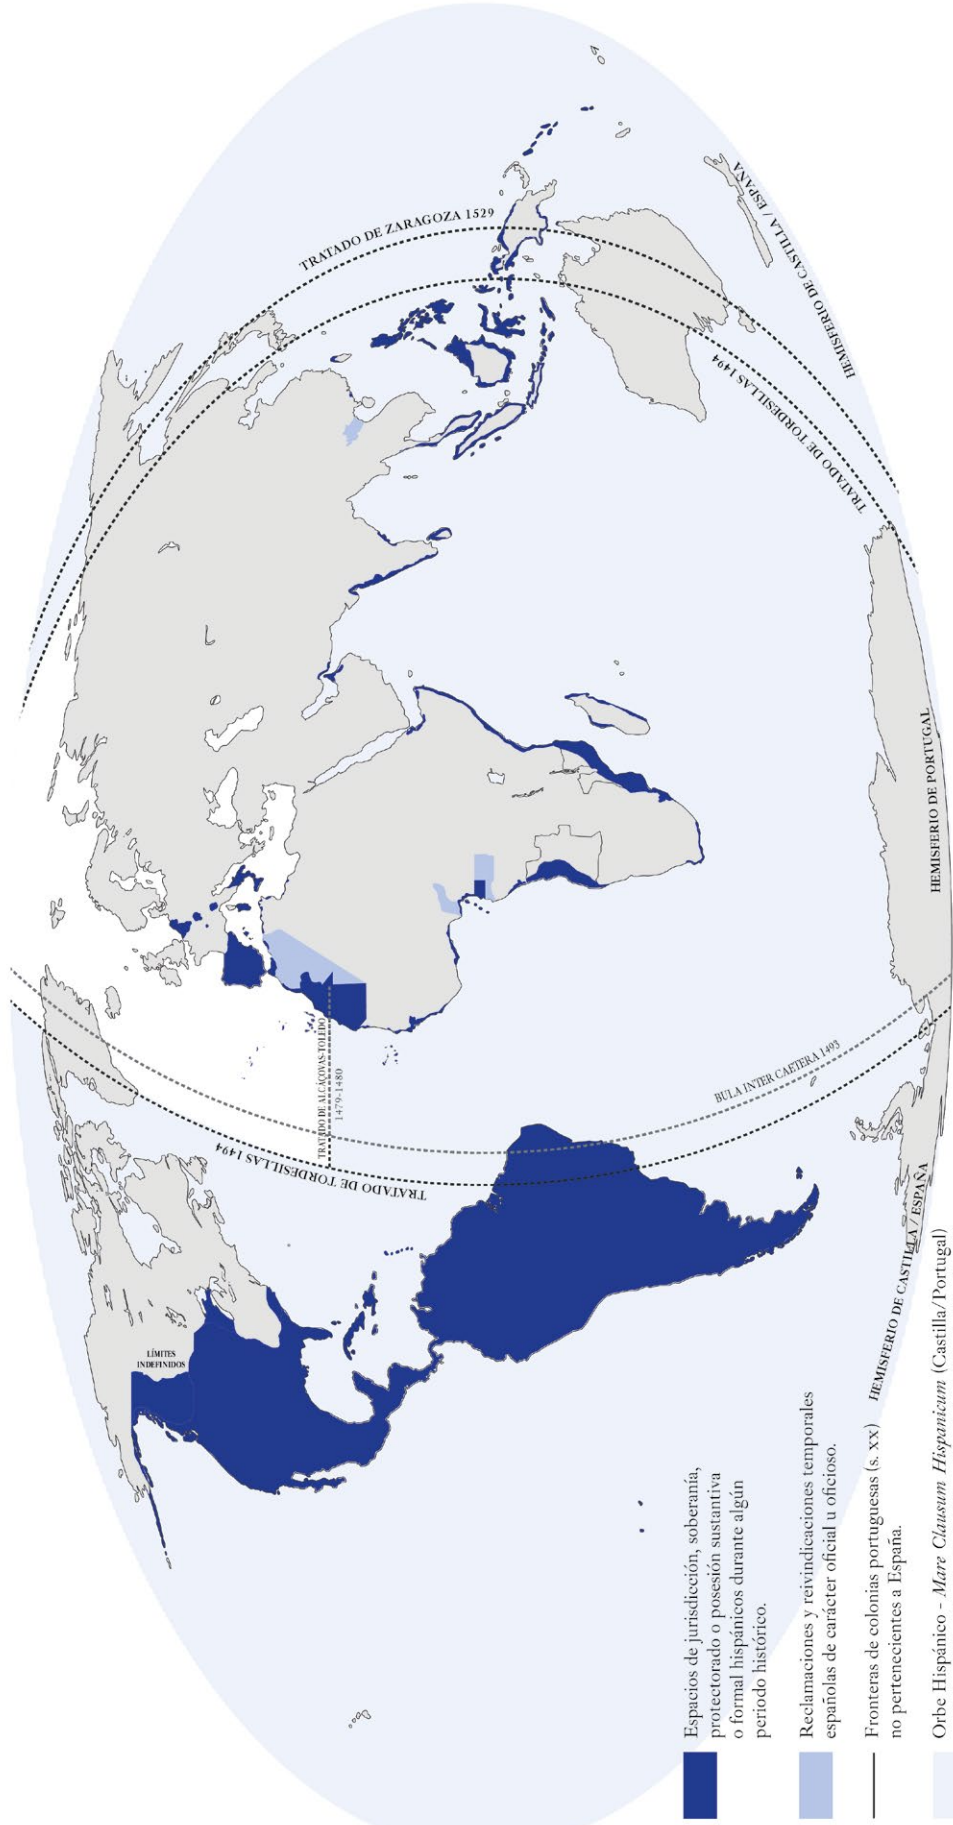 TRATADO DE ZARAGOZA 1529
TRATADO DE TORDESILLAS 1494
HEMISFERIO DE CASTILLA / ESPAÑA
HEMISFERIO DE PORTUGAL
BULA INTER CAETERA 1493
TRATADO DE ALCAÇOVAS-TOLEDO
1479-1480
TRATADO DE TORDESILLAS 1494
LÍMITES
INDEFINIDOS
HEMISFERIO DE CASTILLA / ESPAÑA
Espacios de jurisdicción, soberanía,
protectorado o posesión sustantiva
o formal hispánicos durante algún
periodo histórico.
Reclamaciones y reivindicaciones temporales
españolas de carácter oficial u oficioso.
Fronteras de colonias portuguesas (s. XX)
no pertenecientes a España.
Orbe Hispánico - Mare Clausum Hispanicum (Castilla/Portugal)